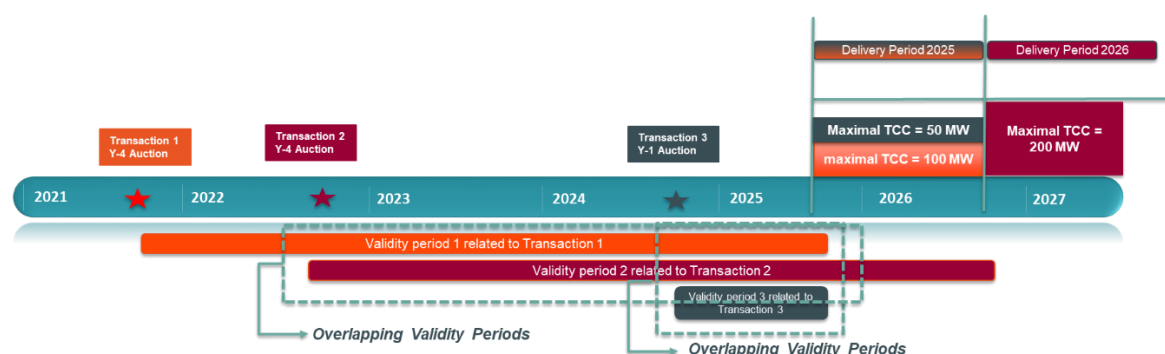 Delivery Period 2025
Delivery Period 2026
Transaction 1
Y-4 Auction
Transaction 2
Y-4 Auction
Transaction 3
Y-1 Auction
Maximal TCC = 50 MW
maximal TCC = 100 MW
Maximal TCC =
200 MW
2021
2022
2023
2024
2025
2026
2027
Validity period 1 related to Transaction 1
Validity period 2 related to Transaction 2
Validity period 3 related to
Transaction 3
Overlapping Validity Periods
Overlapping Validity Periods